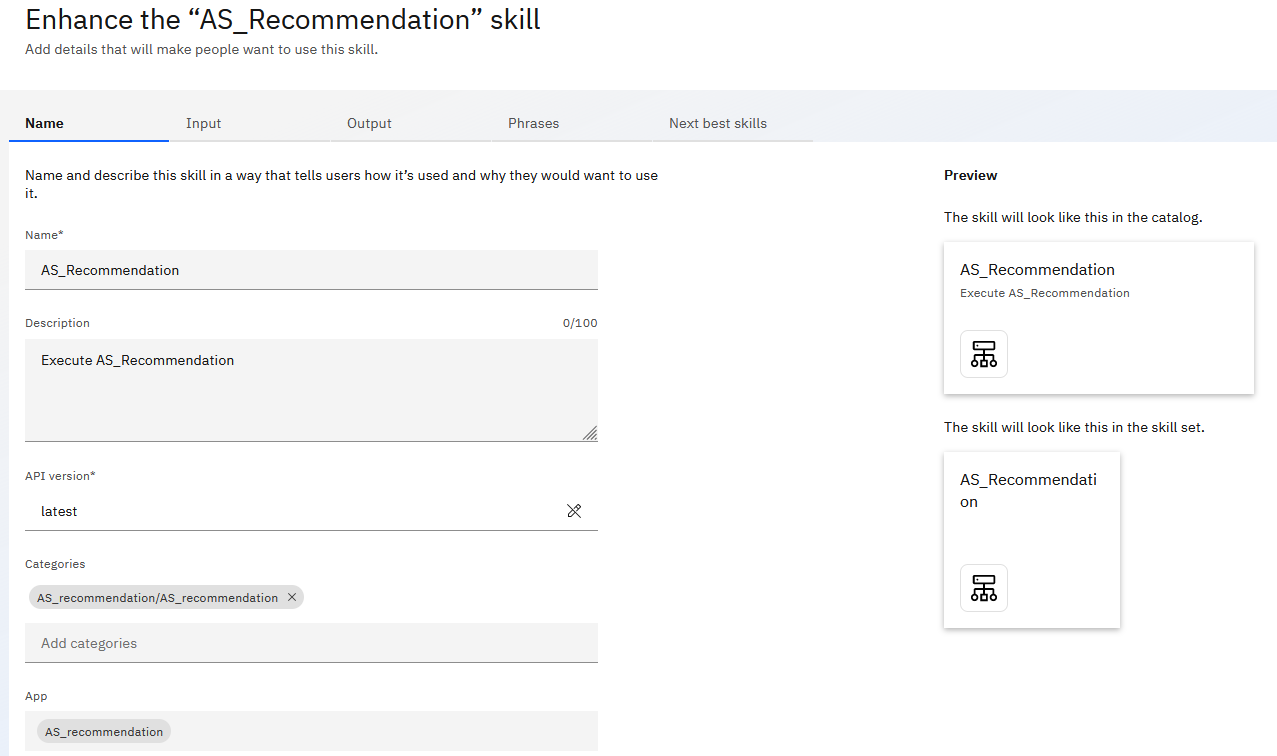 Enhance the “AS_Recommendation” skill
Add details that will make people want to use this skill.
Name
Input
Output
Phrases
Next best skills
Name and describe this skill in a way that tells users how it’s used and why they would want to use
it.
Name*
AS_Recommendation
Description
0/100
Execute AS_Recommendation
API version*
latest
Categories
AS_recommendation/AS_recommendation
Add categories
App
AS_recommendation
Preview
The skill will look like this in the catalog.
AS_Recommendation
Execute AS_Recommendation
The skill will look like this in the skill set.
AS_Recommendati
on